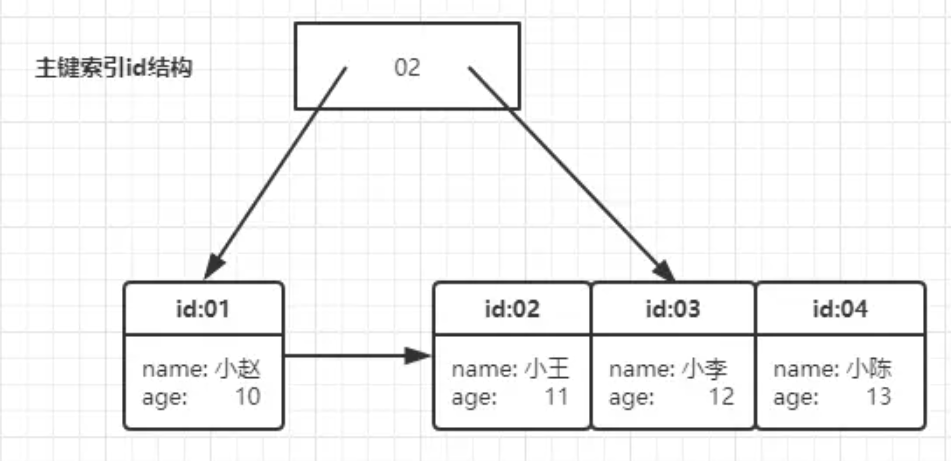 主键索引id结构
02
id:01
name: 小赵
age: 10
id:02
name: 小王
age: 11
id:03
name: 小李
age: 12
id:04
name: 小陈
age: 13